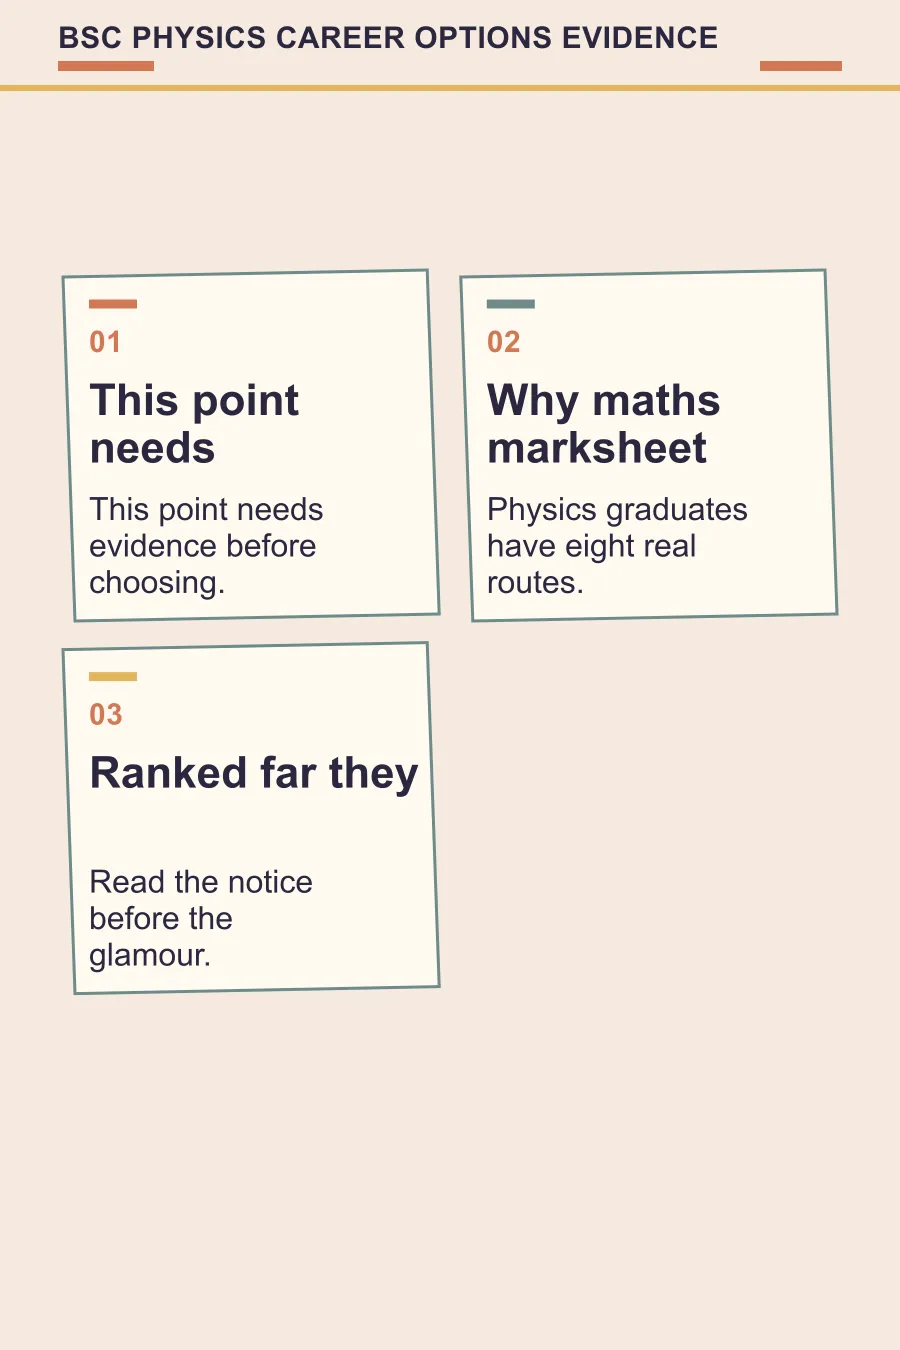 BSC PHYSICS CAREER OPTIONS EVIDENCE
01
This point
needs
This point needs
evidence before
choosing.
02
Why maths
marksheet
Physics graduates
have eight real
routes.
03
Ranked far they
Read the notice
before the
glamour.